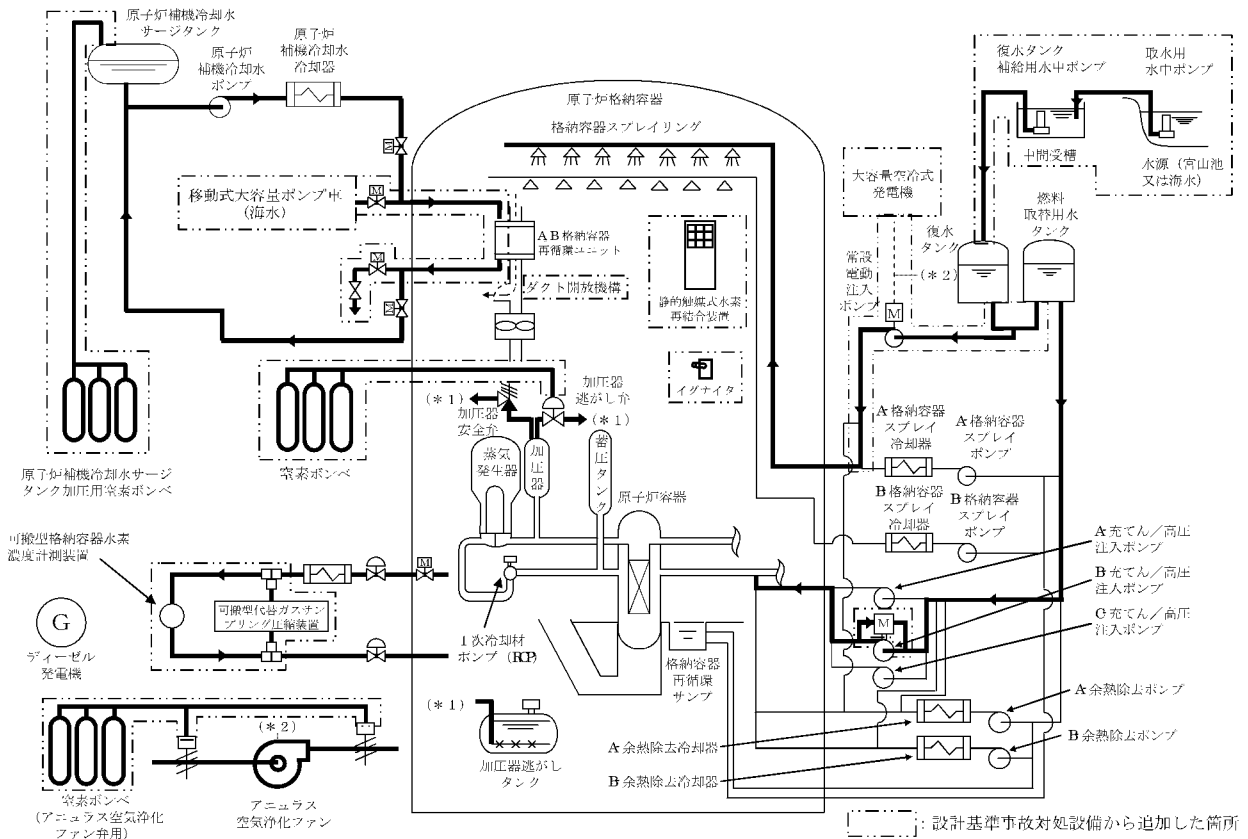 原子炉補機冷却水
サージタンク
原子炉
補機冷却水
ポンプ
原子炉
補機冷却水
冷却器
M
移動式大容量ポンプ車
(海水)
M
M
M
原子炉補機冷却水サージ
タンク加圧用窒素ボンベ
原子炉格納容器
格納容器スプレイリング
AB格納容器
再循環ユニット
ダクト開放機構
静的触媒式水素
再結合装置
イグナイタ
復水タンク
補給用水中ポンプ
取水用
水中ポンプ
中間受槽
水源(宮山池
又は海水)
大容量空冷式
発電機
復水
タンク
燃料
取替用水
タンク
常設
電動
注入
ポンプ
(*2)
M
窒素ボンベ
(*1)
加圧器
安全弁
加圧器
逃がし弁
(*1)
蒸気
発生器
加圧器
蓄圧タンク
原子炉容器
A格納容器
スプレイ
冷却器
A格納容器
スプレイ
ポンプ
B格納容器
スプレイ
冷却器
B格納容器
スプレイ
ポンプ
A充てん/高圧
注入ポンプ
B充てん/高圧
注入ポンプ
C充てん/高圧
注入ポンプ
M
可搬型格納容器水素
濃度計測装置
M
可搬型代替ガスサン
プリング圧縮装置
G
ディーゼル
発電機
1次冷却材
ポンプ(RCP)
格納容器
再循環
サンプ
A余熱除去ポンプ
B余熱除去ポンプ
A余熱除去冷却器
B余熱除去冷却器
(*1)
加圧器逃がし
タンク
(*2)
窒素ボンベ
(アニュラス空気浄化
ファン弁用)
アニュラス
空気浄化ファン
:設計基準事故対処設備から追加した箇所